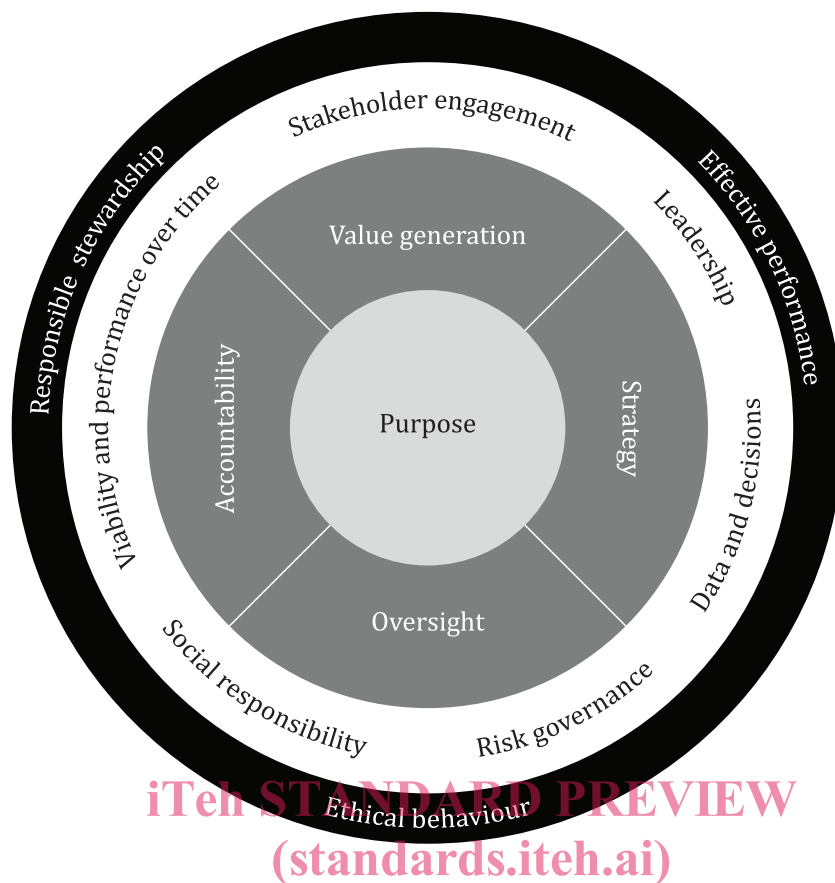 Stakeholder engagement
Responsible stewardship
Effective performance
Viability and performance over time
Leadership
Value generation
Accountability
Purpose
Strategy
Data and decisions
Oversight
Social responsibility
Risk governance
iTeh STANDARD PREVIEW
Ethical behaviour
(standards.iteh.ai)